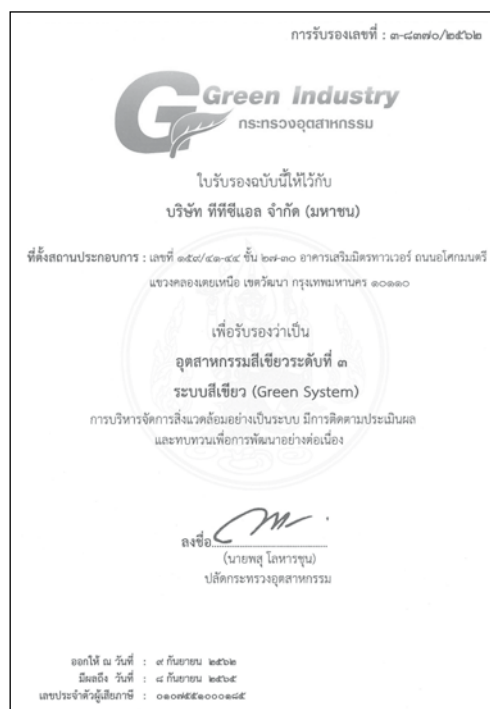 การรับรองเลขที่ : ๓-๘๓๗๐/๒๕๖๒
Green Industry
กระทรวงอุตสาหกรรม
ใบรับรองฉบับนี้ให้ไว้กับ
บริษัท ทีทีซีแอล จำกัด (มหาชน)
ที่ตั้งสถานประกอบการ : เลขที่ ๑๕๙/๔๑-๔๔ ชั้น ๒๗-๓๐ อาคารเสริมมิตรทาวเวอร์ ถนนอโศกมนตรี
แขวงคลองเตยเหนือ เขตวัฒนา กรุงเทพมหานคร ๑๐๑๑๐
เพื่อรับรองว่าเป็น
อุตสาหกรรมสีเขียวระดับที่ ๓
ระบบสีเขียว (Green System)
การบริหารจัดการสิ่งแวดล้อมอย่างเป็นระบบ มีการติดตามประเมินผล
และทบทวนเพื่อการพัฒนาอย่างต่อเนื่อง
ลงชื่อ
(นายพสุ โลหารชุน)
ปลัดกระทรวงอุตสาหกรรม
ออกให้ ณ วันที่ : ๙ กันยายน ๒๕๖๒
มีผลถึง วันที่ : ๘ กันยายน ๒๕๖๕
เลขประจำตัวผู้เสียภาษี : ๐๑๐๗๕๕๑๐๐๐๑๘๕